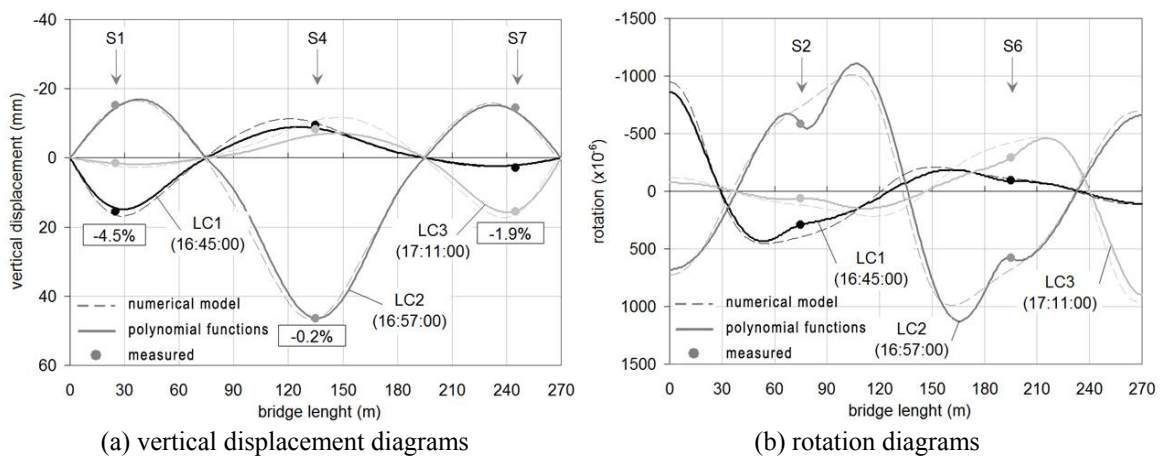 -40
-20
0
20
40
60
vertical displacement (mm)
S1
S4
S7
LC1
(16:45:00)
-4.5%
LC3
(17:11:00)
-1.9%
LC2
(16:57:00)
-0.2%
numerical model
polynomial functions
measured
0 30 60 90 120 150 180 210 240 270
bridge lenght (m)
(a) vertical displacement diagrams
-1500
-1000
-500
0
500
1000
1500
rotation (x10⁻⁶)
S2
S6
LC1
(16:45:00)
LC3
(17:11:00)
LC2
(16:57:00)
numerical model
polynomial functions
measured
0 30 60 90 120 150 180 210 240 270
bridge lenght (m)
(b) rotation diagrams